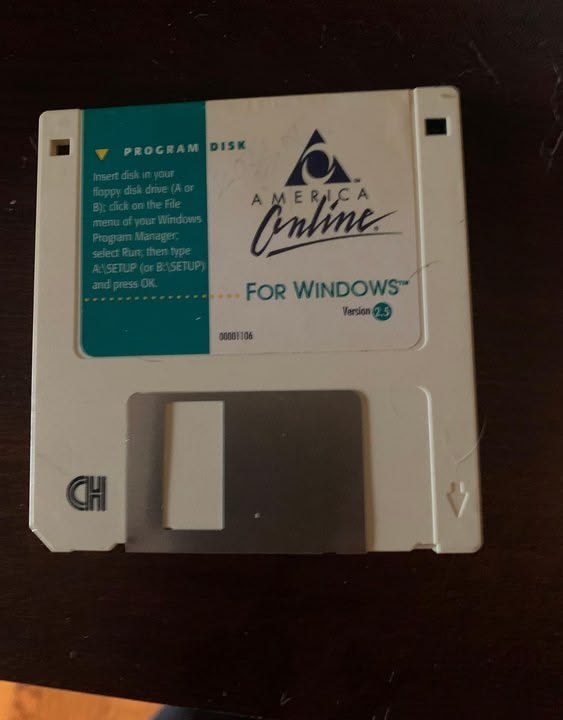 PROGRAM DISK
Insert disk in your
floppy disk drive (A or
B); click on the File
menu of your Windows
Program Manager;
select Run; then type
A:\SETUP (or B:\SETUP)
and press OK.
AMERICA
Online®
FOR WINDOWS™
Version 2.5
00001106
HD